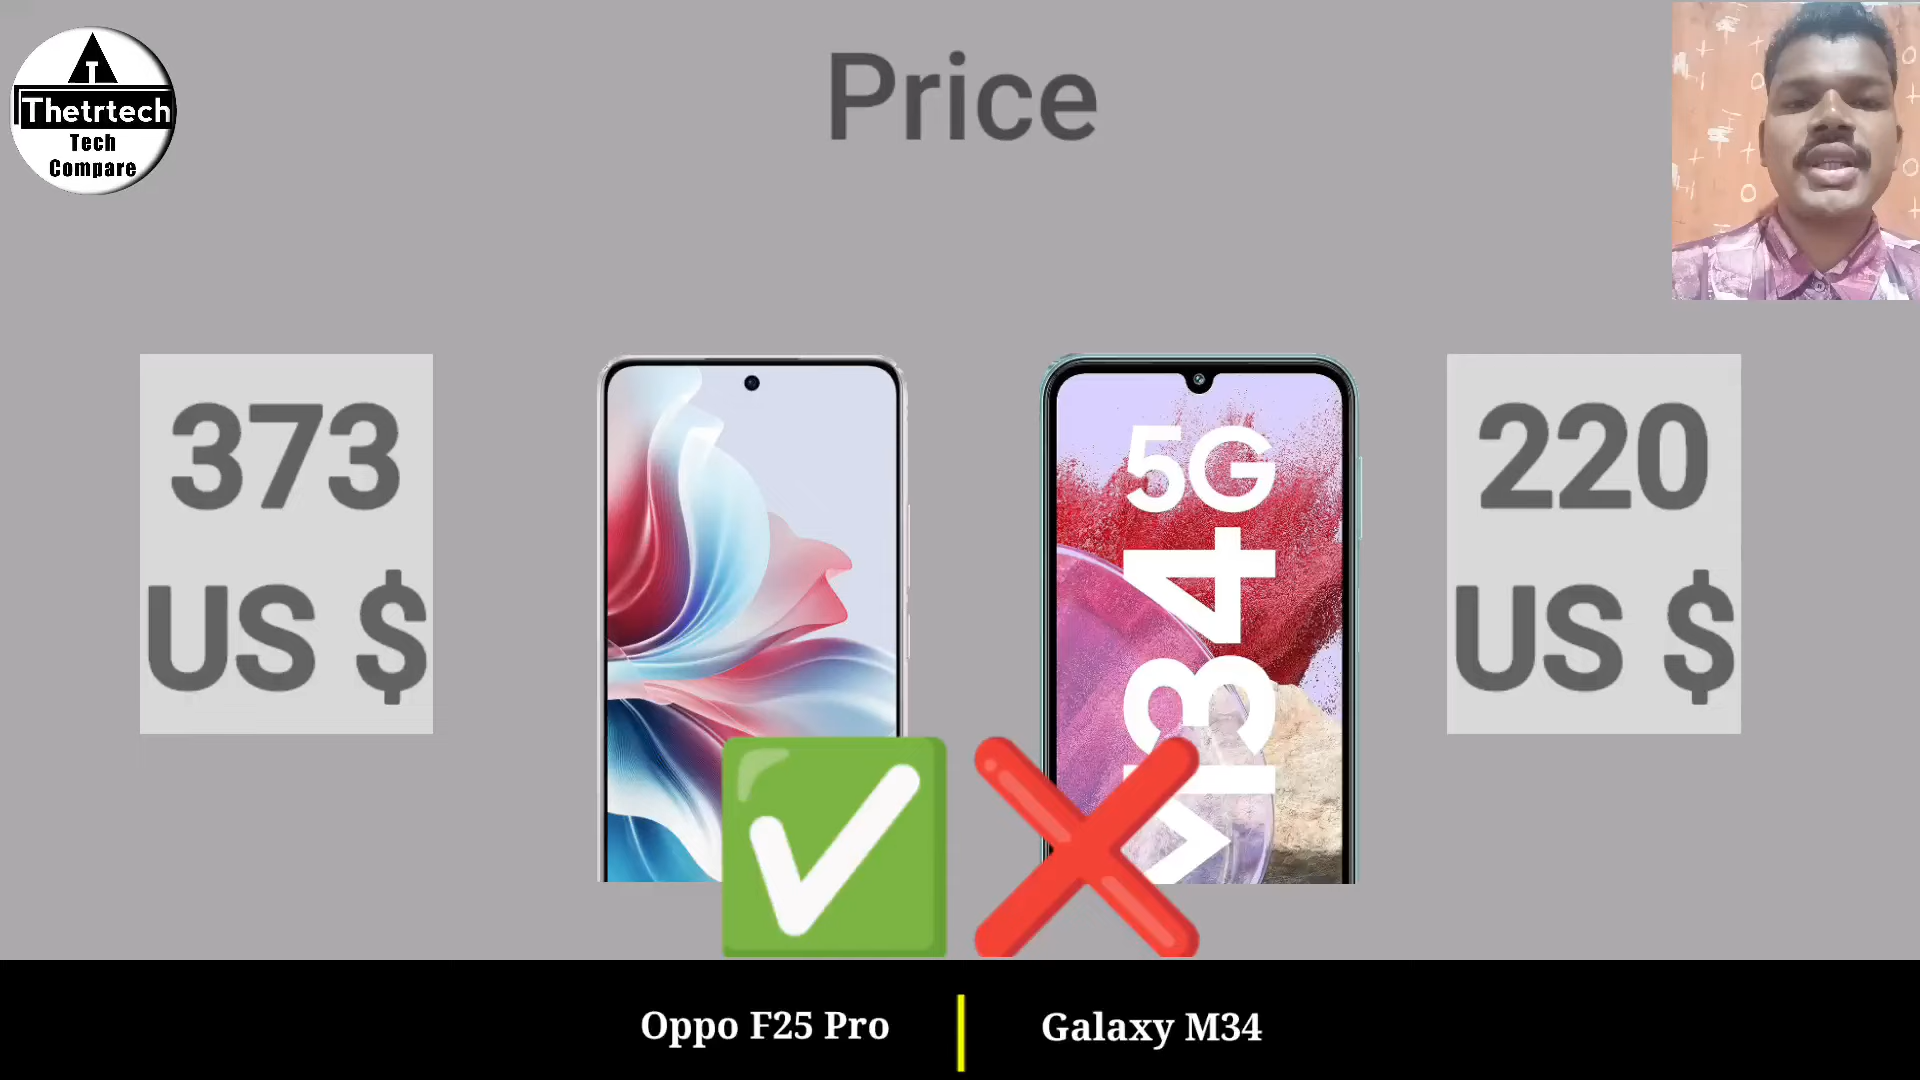 T
Thetrtech
Tech
Compare
Price
373
US $
5G
M34
220
US $
Oppo F25 Pro
Galaxy M34